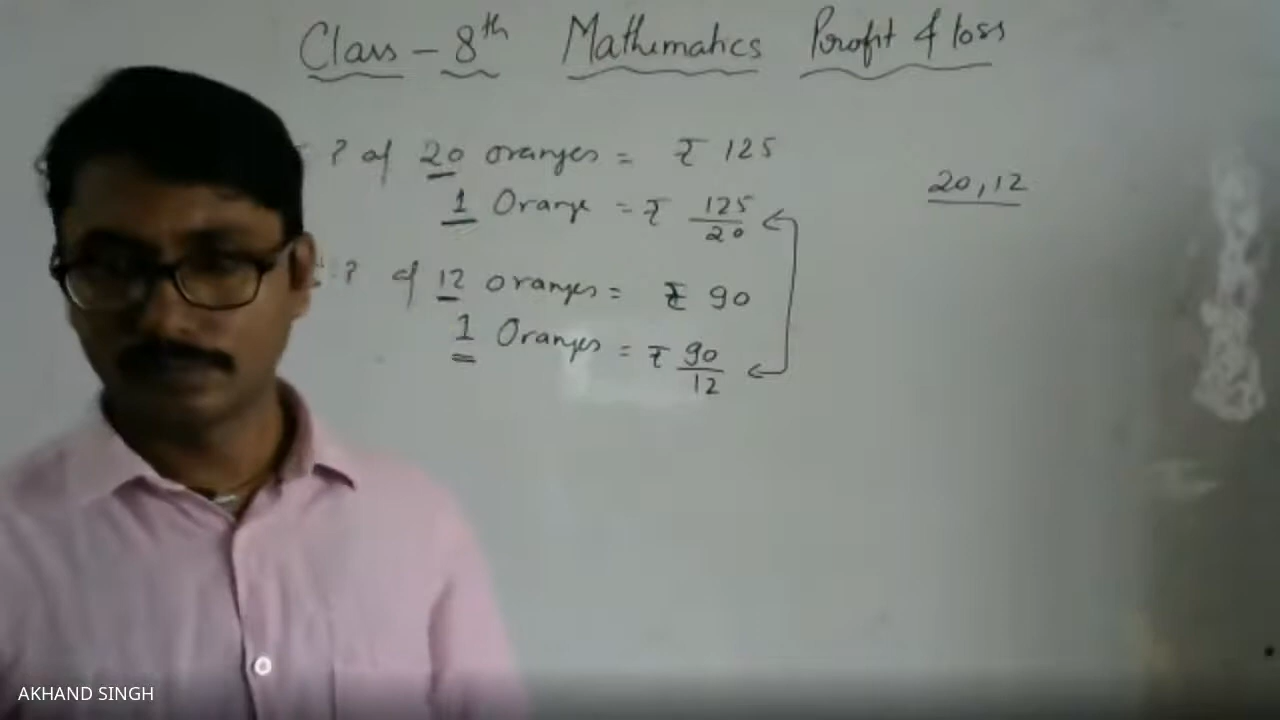 Class - 8th Mathematics Profit & loss
? of 20 oranges = ₹ 125
1 Orange = ₹ 125/20
20, 12
? of 12 oranges = ₹ 90
1 Oranges = ₹ 90/12
AKHAND SINGH